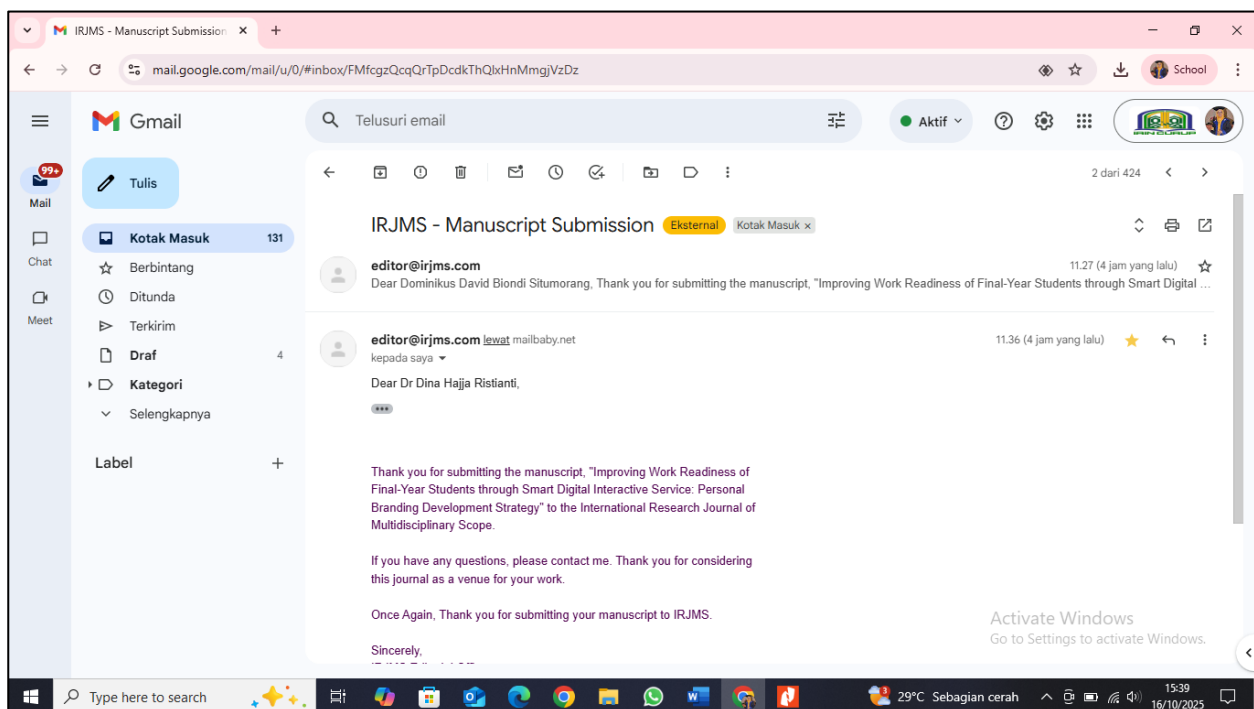 IRJMS - Manuscript Submission
mail.google.com/mail/u/0/#inbox/FMfcgzQcqQrTpDcdkThQlxHnMmgjVzDz
School
Gmail
Telusuri email
Aktif
IAIN CURUP
99+
Mail
Chat
Meet
Tulis
Kotak Masuk 131
Berbintang
Ditunda
Terkirim
Draf 4
Kategori
Selengkapnya
Label
2 dari 424
IRJMS - Manuscript Submission Eksternal Kotak Masuk ×
editor@irjms.com 11.27 (4 jam yang lalu)
Dear Dominikus David Biondi Situmorang, Thank you for submitting the manuscript, "Improving Work Readiness of Final-Year Students through Smart Digital ...
editor@irjms.com lewat mailbaby.net 11.36 (4 jam yang lalu)
kepada saya
Dear Dr Dina Hajja Ristianti,
Thank you for submitting the manuscript, "Improving Work Readiness of
Final-Year Students through Smart Digital Interactive Service: Personal
Branding Development Strategy" to the International Research Journal of
Multidisciplinary Scope.
If you have any questions, please contact me. Thank you for considering
this journal as a venue for your work.
Once Again, Thank you for submitting your manuscript to IRJMS.
Sincerely,
Activate Windows
Go to Settings to activate Windows.
Type here to search
3
29°C Sebagian cerah
15:39
16/10/2025